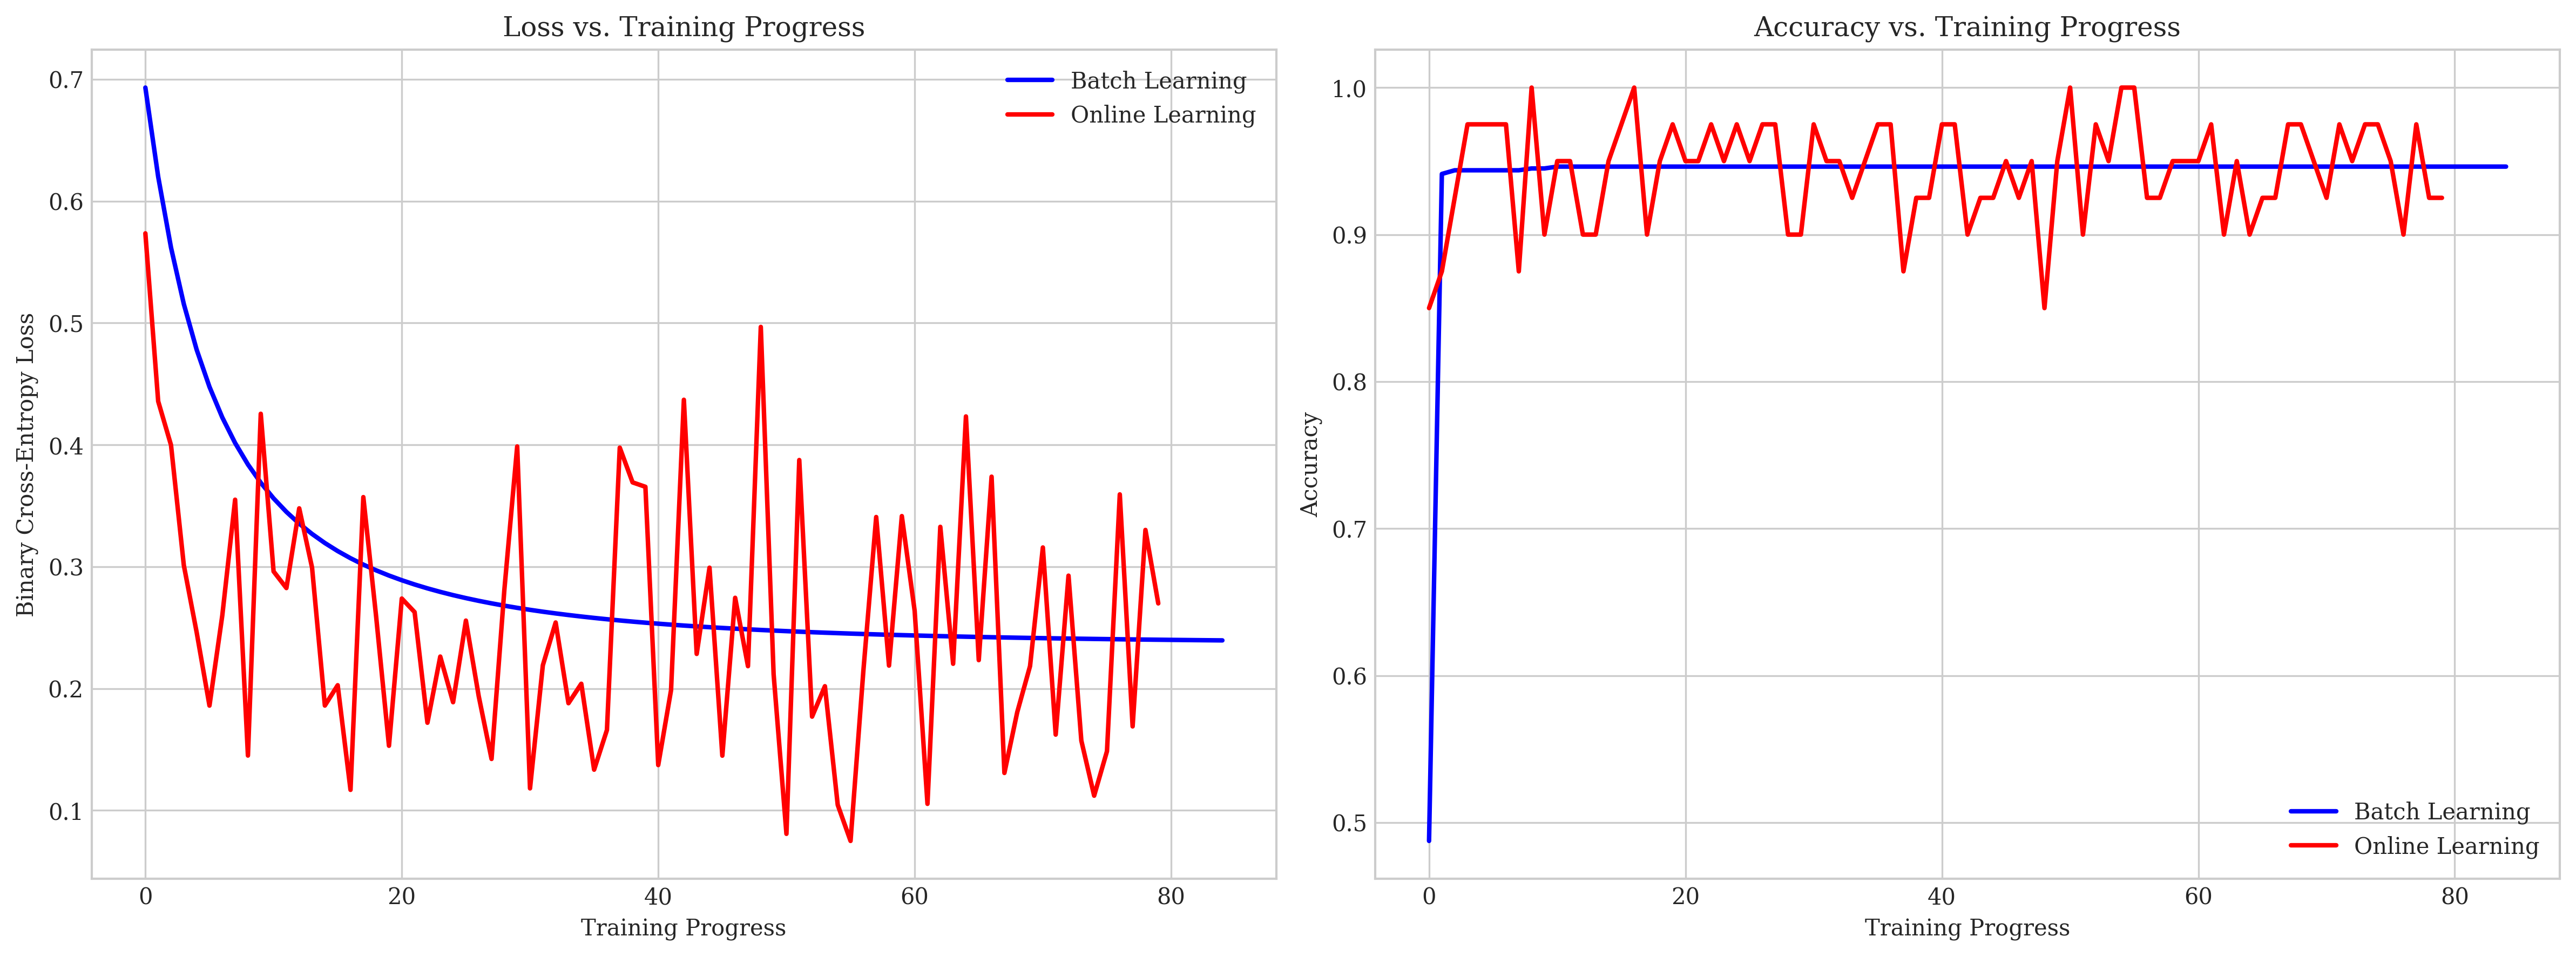 Loss vs. Training Progress
Binary Cross-Entropy Loss
0.7
0.6
0.5
0.4
0.3
0.2
0.1
Batch Learning
Online Learning
0 20 40 60 80
Training Progress
Accuracy vs. Training Progress
Accuracy
1.0
0.9
0.8
0.7
0.6
0.5
Batch Learning
Online Learning
0 20 40 60 80
Training Progress